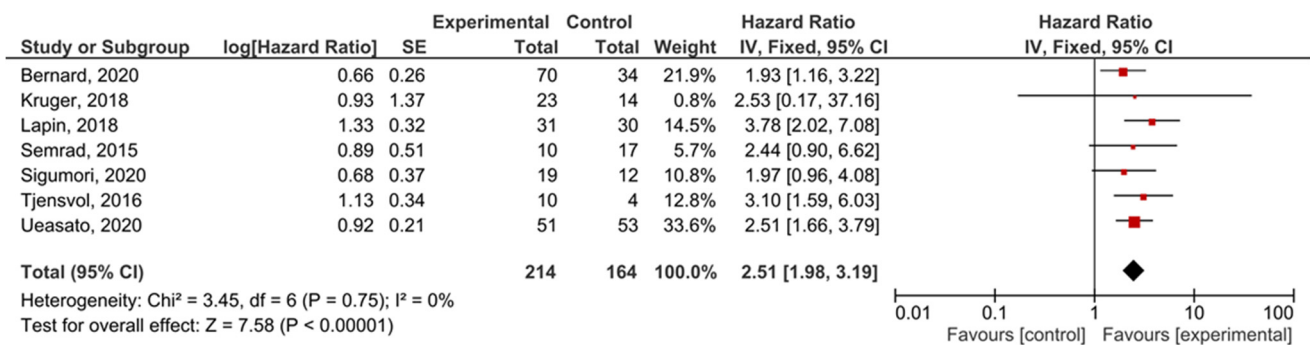 Experimental Control Hazard Ratio Hazard Ratio
Study or Subgroup log[Hazard Ratio] SE Total Total Weight IV, Fixed, 95% CI IV, Fixed, 95% CI
Bernard, 2020 0.66 0.26 70 34 21.9% 1.93 [1.16, 3.22]
Kruger, 2018 0.93 1.37 23 14 0.8% 2.53 [0.17, 37.16]
Lapin, 2018 1.33 0.32 31 30 14.5% 3.78 [2.02, 7.08]
Semrad, 2015 0.89 0.51 10 17 5.7% 2.44 [0.90, 6.62]
Sigumori, 2020 0.68 0.37 19 12 10.8% 1.97 [0.96, 4.08]
Tjensvol, 2016 1.13 0.34 10 4 12.8% 3.10 [1.59, 6.03]
Ueasato, 2020 0.92 0.21 51 53 33.6% 2.51 [1.66, 3.79]
Total (95% CI) 214 164 100.0% 2.51 [1.98, 3.19]
Heterogeneity: Chi² = 3.45, df = 6 (P = 0.75); I² = 0%
Test for overall effect: Z = 7.58 (P < 0.00001)
0.01 0.1 1 10 100
Favours [control] Favours [experimental]